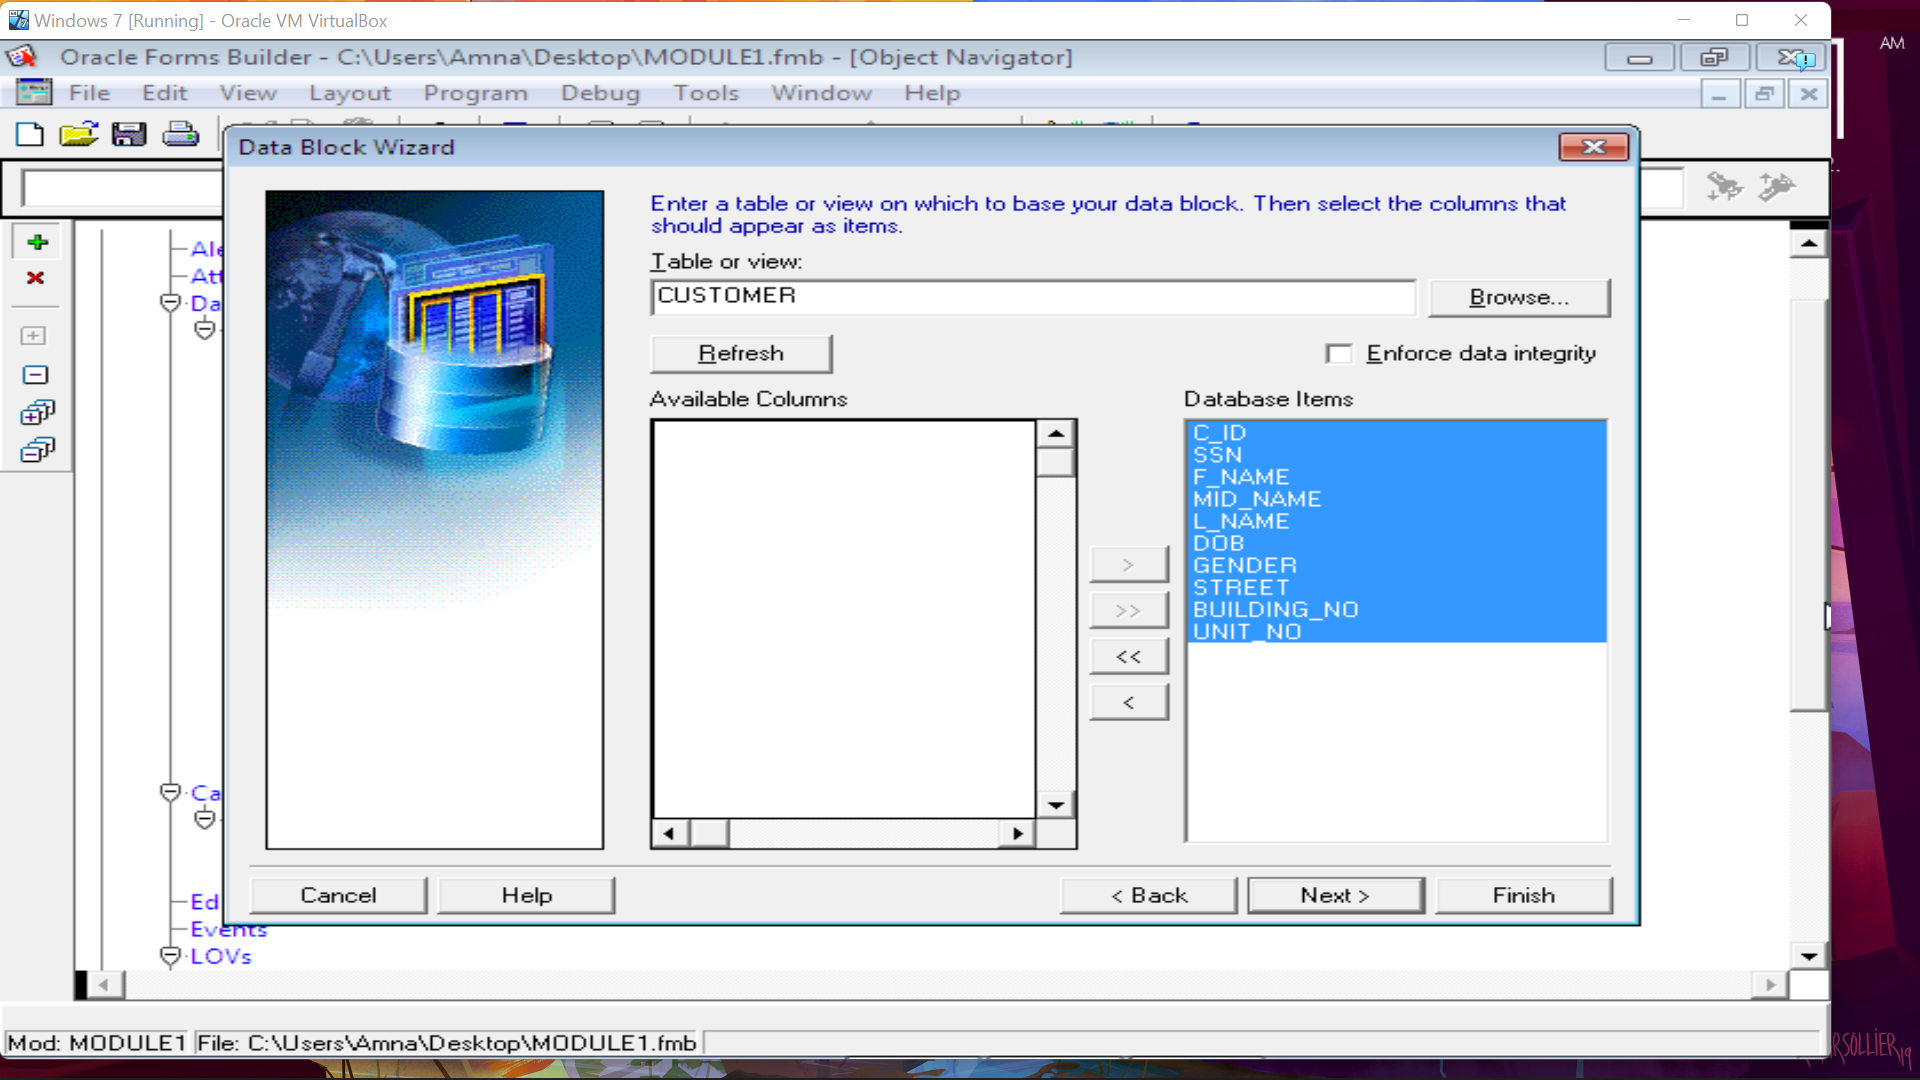 Windows 7 [Running] - Oracle VM VirtualBox
AM
Oracle Forms Builder - C:\Users\Amna\Desktop\MODULE1.fmb - [Object Navigator]
File Edit View Layout Program Debug Tools Window Help
Data Block Wizard
Enter a table or view on which to base your data block. Then select the columns that
should appear as items.
Table or view:
CUSTOMER
Browse...
Refresh
Enforce data integrity
Available Columns
Database Items
C_ID
SSN
F_NAME
MID_NAME
L_NAME
DOB
GENDER
STREET
BUILDING_NO
UNIT_NO
>
>>
<<
<
Cancel
Help
< Back
Next >
Finish
Ale
Att
Da
Ca
Ed
Events
LOVs
Mod: MODULE1
File: C:\Users\Amna\Desktop\MODULE1.fmb